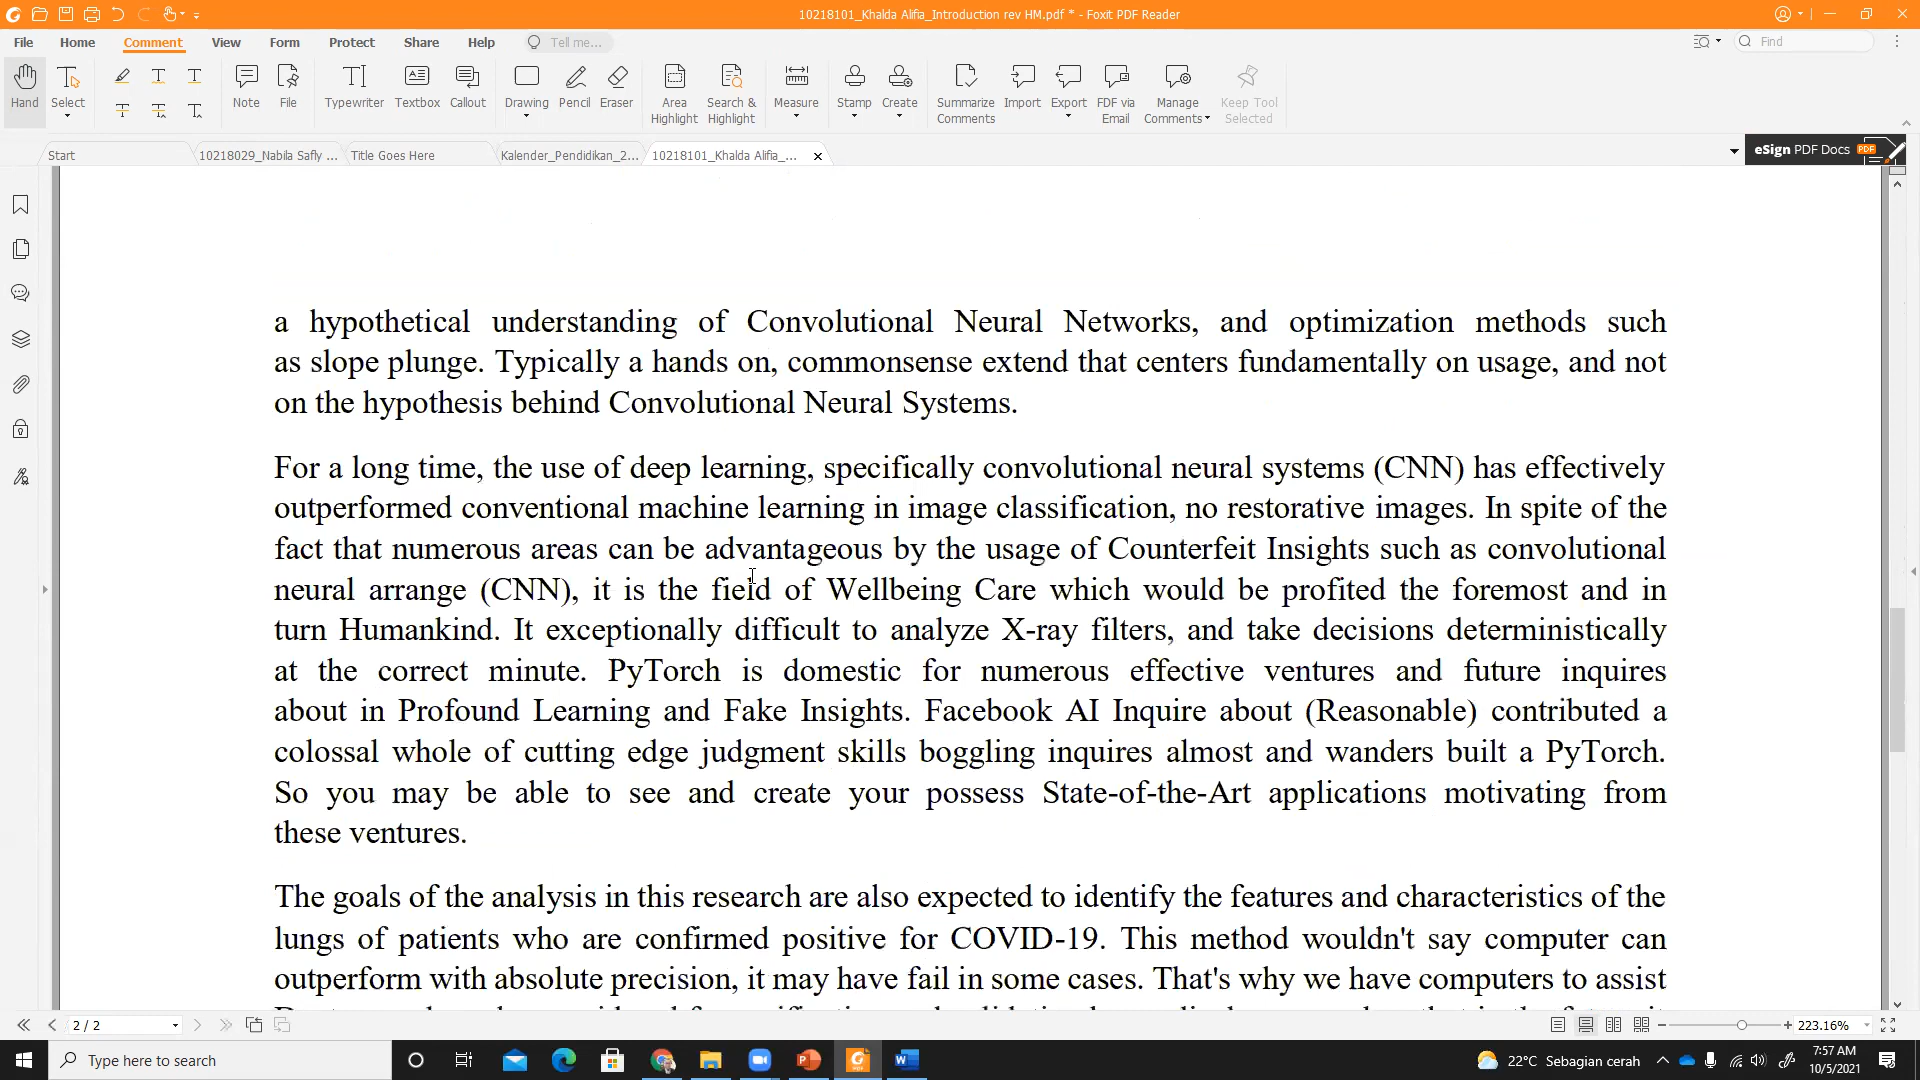 10218101_Khalda Alifia_Introduction rev HM.pdf * - Foxit PDF Reader
File Home Comment View Form Protect Share Help Tell me... Find
Hand Select Note File Typewriter Textbox Callout Drawing Pencil Eraser Area Highlight Search & Highlight Measure Stamp Create Summarize Comments Import Export FDF via Email Manage Comments Keep Tool Selected
Start 10218029_Nabila Safly ... Title Goes Here Kalender_Pendidikan_2... 10218101_Khalda Alifia_... eSign PDF Docs PDF
a hypothetical understanding of Convolutional Neural Networks, and optimization methods such
as slope plunge. Typically a hands on, commonsense extend that centers fundamentally on usage, and not
on the hypothesis behind Convolutional Neural Systems.
For a long time, the use of deep learning, specifically convolutional neural systems (CNN) has effectively
outperformed conventional machine learning in image classification, no restorative images. In spite of the
fact that numerous areas can be advantageous by the usage of Counterfeit Insights such as convolutional
neural arrange (CNN), it is the field of Wellbeing Care which would be profited the foremost and in
turn Humankind. It exceptionally difficult to analyze X-ray filters, and take decisions deterministically
at the correct minute. PyTorch is domestic for numerous effective ventures and future inquires
about in Profound Learning and Fake Insights. Facebook AI Inquire about (Reasonable) contributed a
colossal whole of cutting edge judgment skills boggling inquires almost and wanders built a PyTorch.
So you may be able to see and create your possess State-of-the-Art applications motivating from
these ventures.
The goals of the analysis in this research are also expected to identify the features and characteristics of the
lungs of patients who are confirmed positive for COVID-19. This method wouldn't say computer can
outperform with absolute precision, it may have fail in some cases. That's why we have computers to assist
2 / 2 223.16%
Type here to search 22°C Sebagian cerah 7:57 AM
10/5/2021